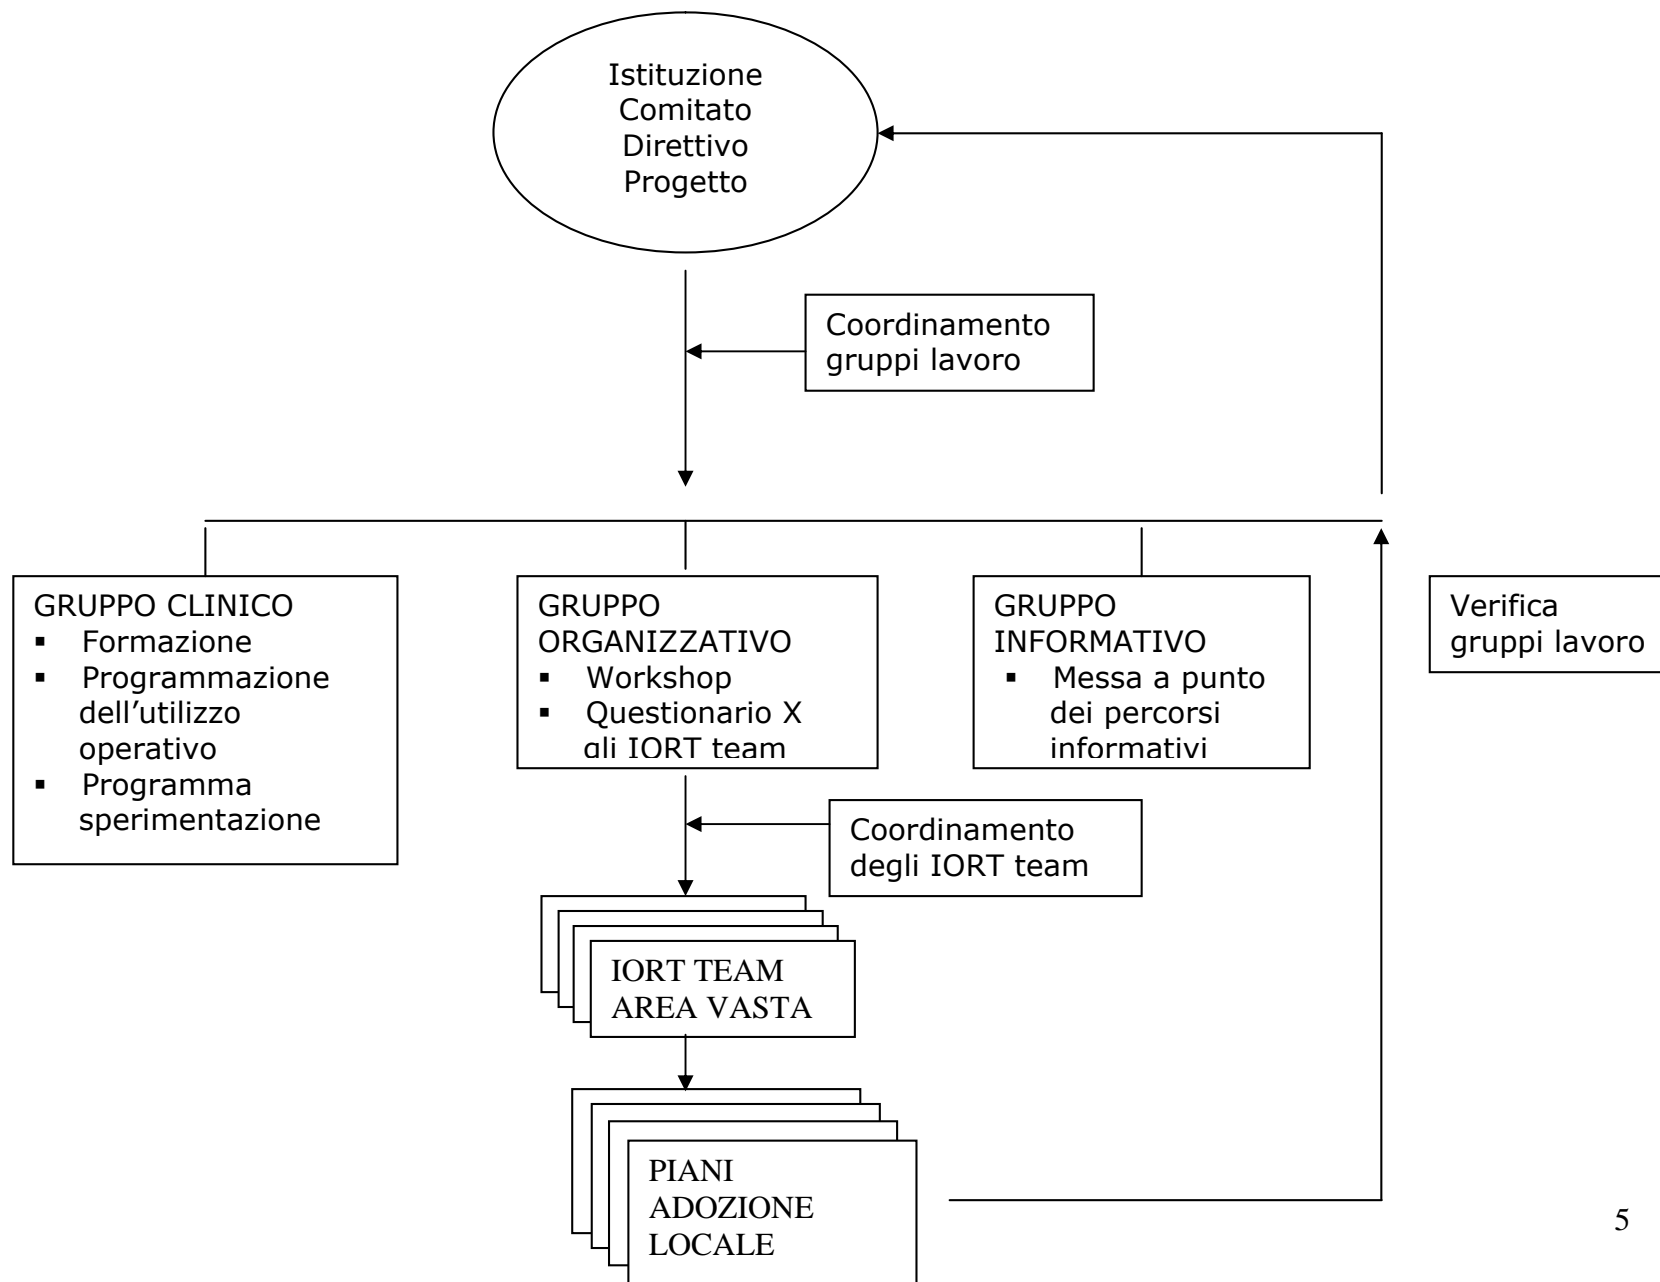 Istituzione
Comitato
Direttivo
Progetto
Coordinamento
gruppi lavoro
GRUPPO CLINICO
▪ Formazione
▪ Programmazione
dell’utilizzo
operativo
▪ Programma
sperimentazione
GRUPPO
ORGANIZZATIVO
▪ Workshop
▪ Questionario X
gli IORT team
GRUPPO
INFORMATIVO
▪ Messa a punto
dei percorsi
informativi
Verifica
gruppi lavoro
Coordinamento
degli IORT team
IORT TEAM
AREA VASTA
PIANI
ADOZIONE
LOCALE
5